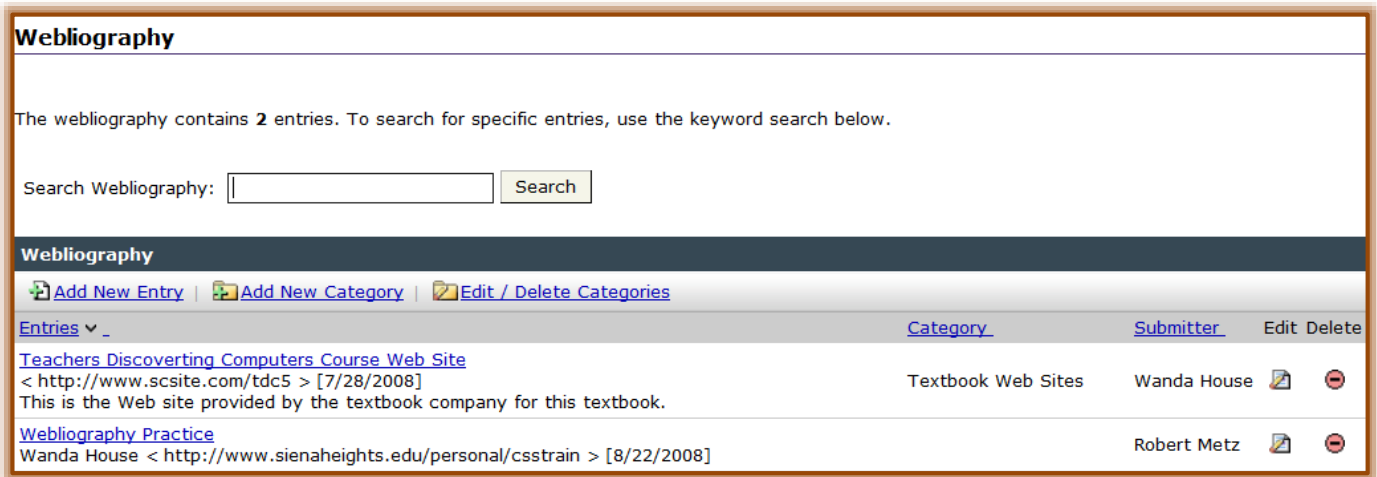 Webliography
The webliography contains 2 entries. To search for specific entries, use the keyword search below.
Search Webliography: Search
Webliography
Add New Entry | Add New Category | Edit / Delete Categories
Entries Category Submitter Edit Delete
Teachers Discoverting Computers Course Web Site
< http://www.scsite.com/tdc5 > [7/28/2008] Textbook Web Sites Wanda House
This is the Web site provided by the textbook company for this textbook.
Webliography Practice
Wanda House < http://www.sienaheights.edu/personal/csstrain > [8/22/2008] Robert Metz